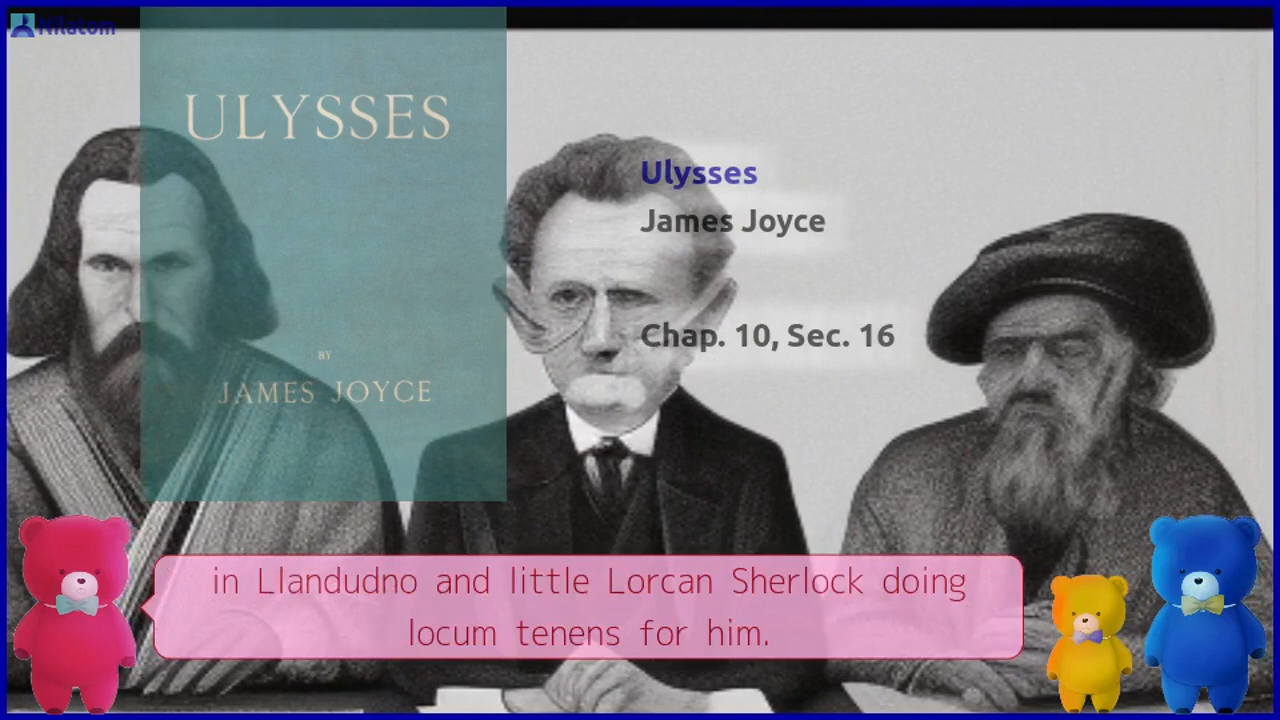 Nilatom
ULYSSES
BY
JAMES JOYCE
Ulysses
James Joyce
Chap. 10, Sec. 16
in Llandudno and little Lorcan Sherlock doing
locum tenens for him.